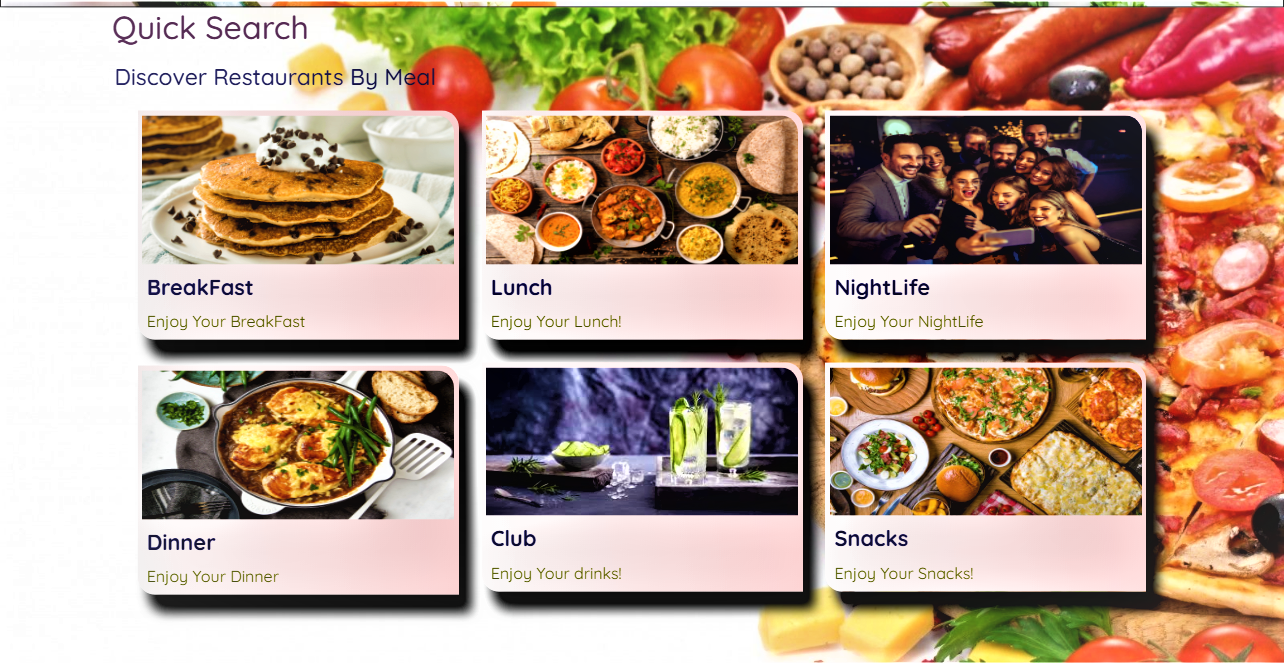 Quick Search
Discover Restaurants By Meal
BreakFast
Enjoy Your BreakFast
Lunch
Enjoy Your Lunch!
NightLife
Enjoy Your NightLife
Dinner
Enjoy Your Dinner
Club
Enjoy Your drinks!
Snacks
Enjoy Your Snacks!